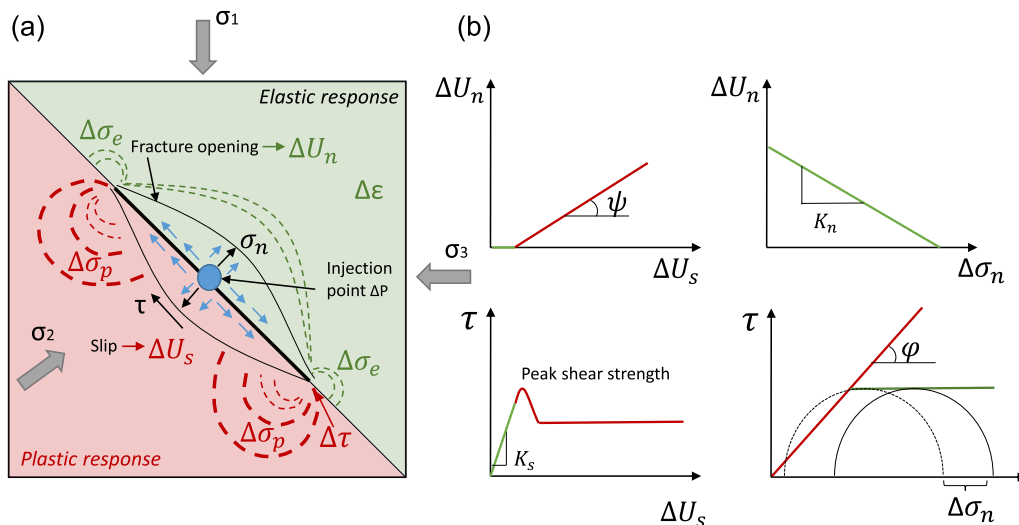 (a)
σ1
Elastic response
Δσe
Fracture opening
ΔUn
Δε
σn
Δσp
Injection
point ΔP
τ
σ2
Slip
ΔUs
Δσe
Δσp
Δτ
Plastic response
σ3
(b)
ΔUn
ψ
ΔUs
ΔUn
Kn
Δσn
τ
Peak shear strength
Ks
ΔUs
τ
φ
Δσn